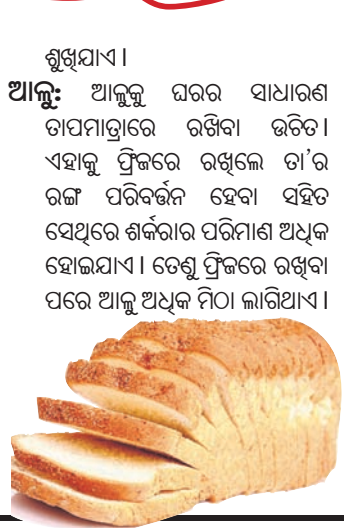 ଶୁଖିଯାଏ ।
ଆଳୁ: ଆଳୁକୁ ଘରର ସାଧାରଣ
ତାପମାତ୍ରାରେ ରଖିବା ଉଚିତ ।
ଏହାକୁ ଫ୍ରିଜରେ ରଖିଲେ ତା'ର
ରଙ୍ଗ ପରିବର୍ତ୍ତନ ହେବା ସହିତ
ସେଥିରେ ଶର୍କରାର ପରିମାଣ ଅଧିକ
ହୋଇଯାଏ । ତେଣୁ ଫ୍ରିଜରେ ରଖିବା
ପରେ ଆଳୁ ଅଧିକ ମିଠା ଲାଗିଥାଏ ।